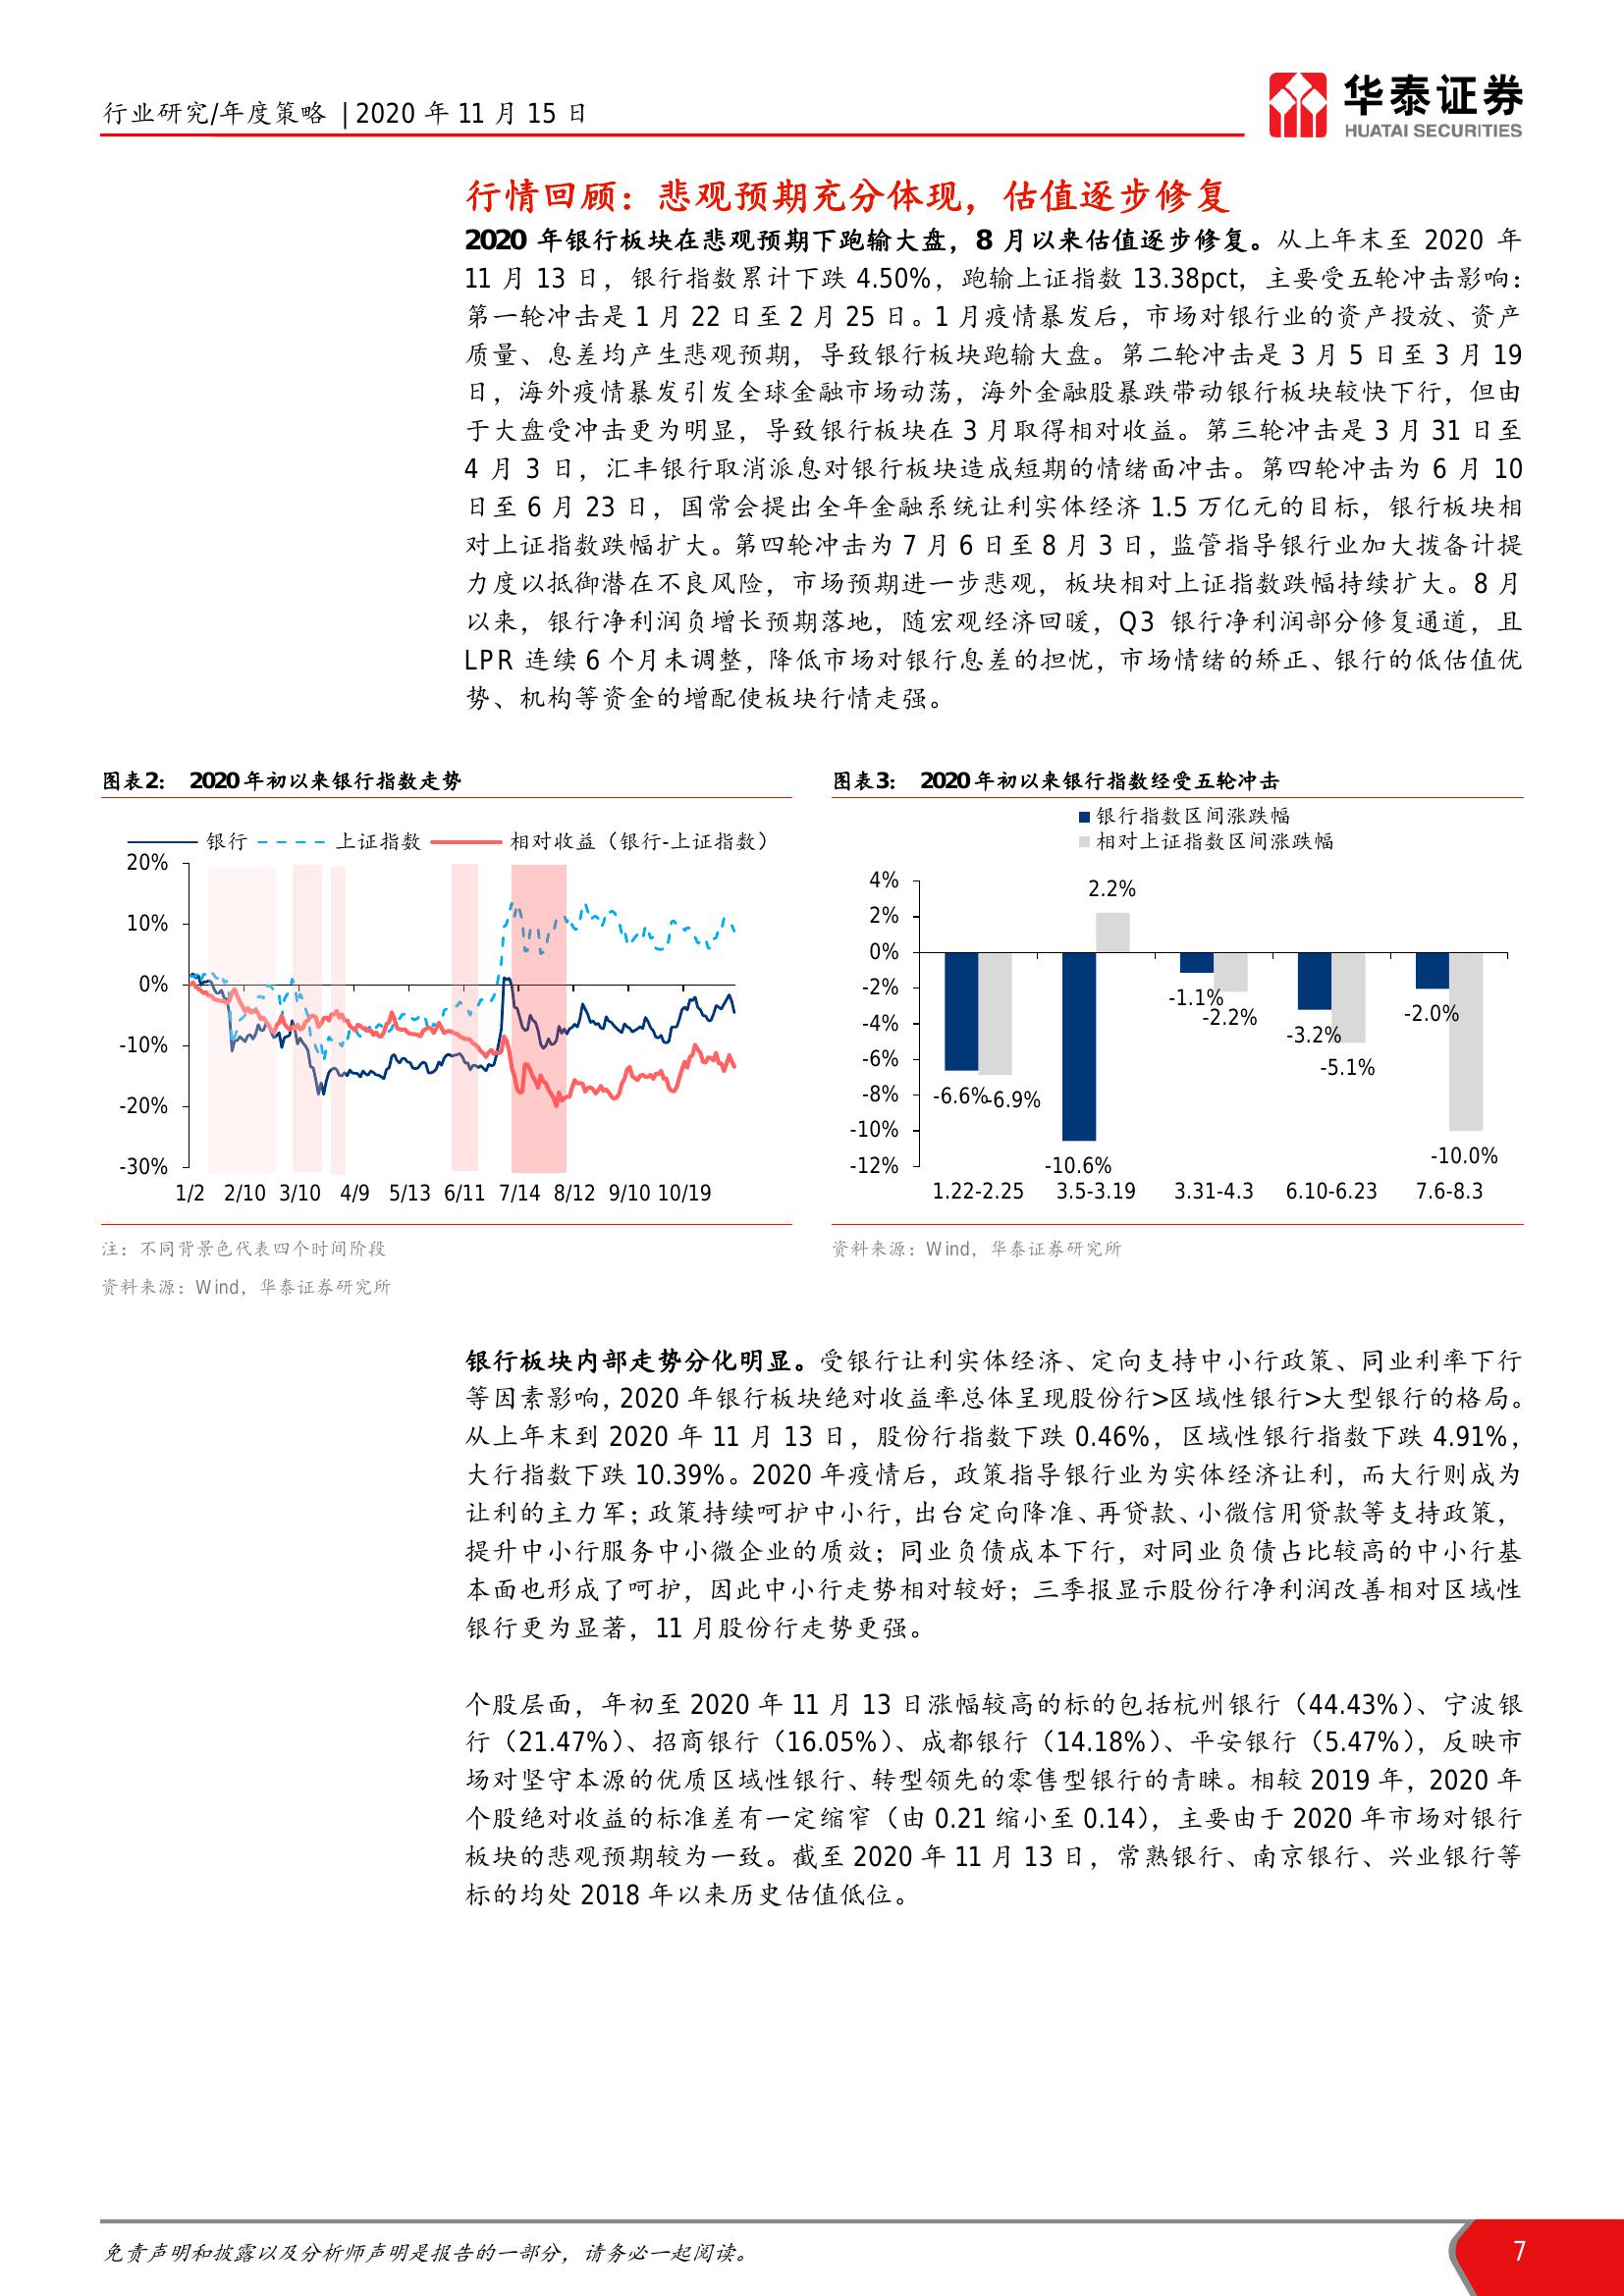 行业研究/年度策略 | 2020 年 11 月 15 日
华泰证券
HUATAI SECURITIES
行情回顾：悲观预期充分体现，估值逐步修复
2020 年银行板块在悲观预期下跑输大盘，8 月以来估值逐步修复。从上年末至 2020 年
11 月 13 日，银行指数累计下跌 4.50%，跑输上证指数 13.38pct，主要受五轮冲击影响：
第一轮冲击是 1 月 22 日至 2 月 25 日。1 月疫情暴发后，市场对银行业的资产投放、资产
质量、息差均产生悲观预期，导致银行板块跑输大盘。第二轮冲击是 3 月 5 日至 3 月 19
日，海外疫情暴发引发全球金融市场动荡，海外金融股暴跌带动银行板块较快下行，但由
于大盘受冲击更为明显，导致银行板块在 3 月取得相对收益。第三轮冲击是 3 月 31 日至
4 月 3 日，汇丰银行取消派息对银行板块造成短期的情绪面冲击。第四轮冲击为 6 月 10
日至 6 月 23 日，国常会提出全年金融系统让利实体经济 1.5 万亿元的目标，银行板块相
对上证指数跌幅扩大。第四轮冲击为 7 月 6 日至 8 月 3 日，监管指导银行业加大拨备计提
力度以抵御潜在不良风险，市场预期进一步悲观，板块相对上证指数跌幅持续扩大。8 月
以来，银行净利润负增长预期落地，随宏观经济回暖，Q3 银行净利润部分修复通道，且
LPR 连续 6 个月未调整，降低市场对银行息差的担忧，市场情绪的矫正、银行的低估值优
势、机构等资金的增配使板块行情走强。
图表2： 2020 年初以来银行指数走势
银行 上证指数 相对收益（银行-上证指数）
20%
10%
0%
-10%
-20%
-30%
1/2 2/10 3/10 4/9 5/13 6/11 7/14 8/12 9/10 10/19
注：不同背景色代表四个时间阶段
资料来源：Wind，华泰证券研究所
图表3： 2020 年初以来银行指数经受五轮冲击
银行指数区间涨跌幅
相对上证指数区间涨跌幅
4%
2%
0%
-2%
-4%
-6%
-8%
-10%
-12%
2.2%
-1.1%
-2.2%
-2.0%
-3.2%
-5.1%
-6.6%
-6.9%
-10.0%
-10.6%
1.22-2.25 3.5-3.19 3.31-4.3 6.10-6.23 7.6-8.3
资料来源：Wind，华泰证券研究所
银行板块内部走势分化明显。受银行让利实体经济、定向支持中小行政策、同业利率下行
等因素影响，2020 年银行板块绝对收益率总体呈现股份行>区域性银行>大型银行的格局。
从上年末到 2020 年 11 月 13 日，股份行指数下跌 0.46%，区域性银行指数下跌 4.91%，
大行指数下跌 10.39%。2020 年疫情后，政策指导银行业为实体经济让利，而大行则成为
让利的主力军；政策持续呵护中小行，出台定向降准、再贷款、小微信用贷款等支持政策，
提升中小行服务中小微企业的质效；同业负债成本下行，对同业负债占比较高的中小行基
本面也形成了呵护，因此中小行走势相对较好；三季报显示股份行净利润改善相对区域性
银行更为显著，11 月股份行走势更强。
个股层面，年初至 2020 年 11 月 13 日涨幅较高的标的包括杭州银行（44.43%）、宁波银
行（21.47%）、招商银行（16.05%）、成都银行（14.18%）、平安银行（5.47%），反映市
场对坚守本源的优质区域性银行、转型领先的零售型银行的青睐。相较 2019 年，2020 年
个股绝对收益的标准差有一定缩窄（由 0.21 缩小至 0.14），主要由于 2020 年市场对银行
板块的悲观预期较为一致。截至 2020 年 11 月 13 日，常熟银行、南京银行、兴业银行等
标的均处 2018 年以来历史估值低位。
免责声明和披露以及分析师声明是报告的一部分，请务必一起阅读。
7